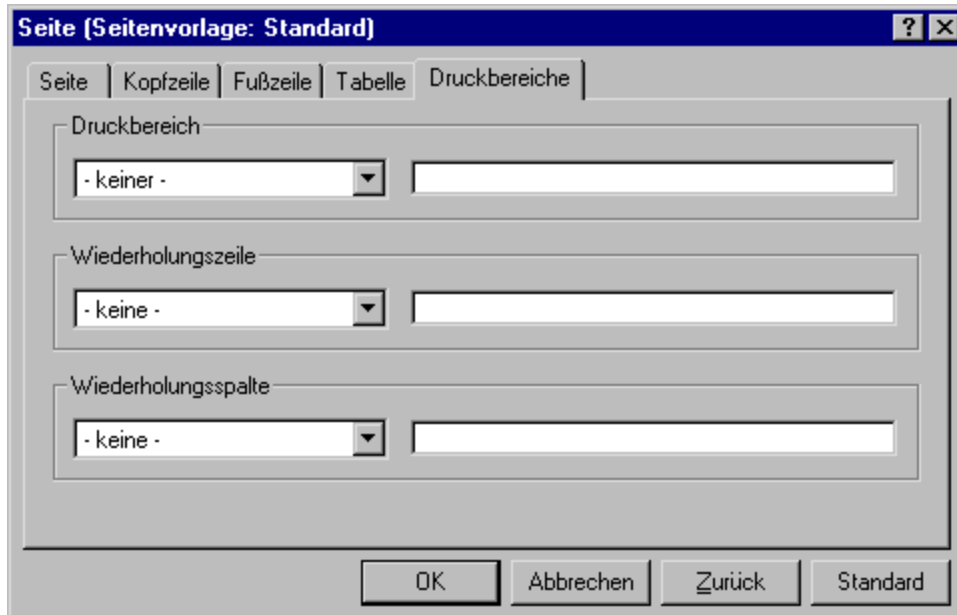 Seite (Seitenvorlage: Standard)
Seite Kopfzeile Fußzeile Tabelle Druckbereiche
Druckbereich
- keiner -
Wiederholungszeile
- keine -
Wiederholungsspalte
- keine -
OK Abbrechen Zurück Standard